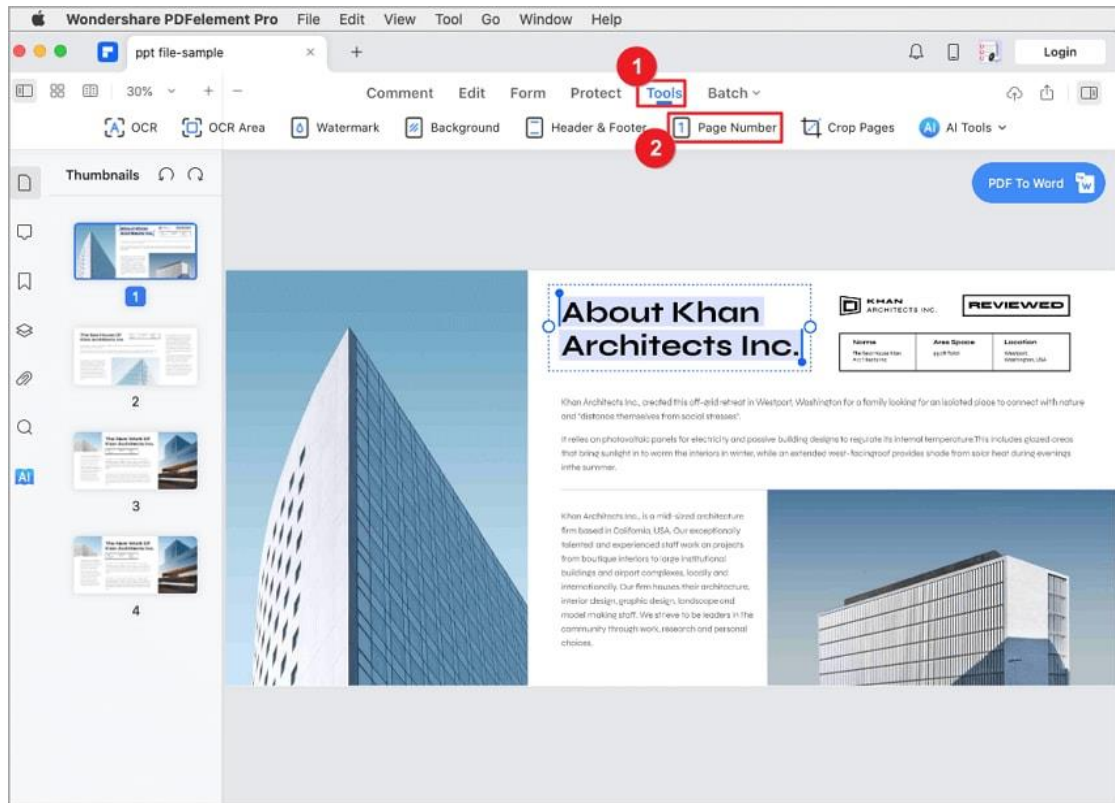 Wondershare PDFelement Pro File Edit View Tool Go Window Help
ppt file-sample × + Login
1
30% + − Comment Edit Form Protect Tools Batch
OCR OCR Area Watermark Background Header & Footer 1 Page Number Crop Pages AI AI Tools
2
Thumbnails
PDF To Word W
AI
1
2
3
4
About Khan
Architects Inc.
KHAN
ARCHITECTS INC.
REVIEWED
Name Area Space Location
Westport,
Washington, USA
Khan Architects Inc., created this off-grid retreat in Westport, Washington for a family looking for an isolated place to connect with nature
and "distance themselves from social stresses".
It relies on photovoltaic panels for electricity and passive building designs to regulate its internal temperature.This includes glazed areas
that bring sunlight in to warm the interiors in winter, while an extended west-facingroof provides shade from solar heat during evenings
inthe summer.
Khan Architects Inc., is a mid-sized architecture
firm based in California, USA. Our exceptionally
talented and experienced staff work on projects
from boutique interiors to large institutional
buildings and airport complexes, locally and
internationally. Our firm houses their architecture,
interior design, graphic design, landscape and
model making staff. We strieve to be leaders in the
community through work, research and personal
choices.